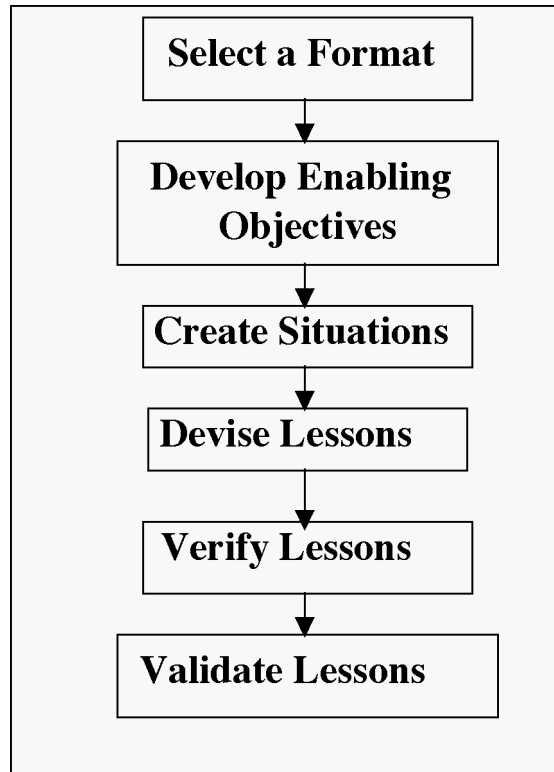 Select a Format
Develop Enabling
Objectives
Create Situations
Devise Lessons
Verify Lessons
Validate Lessons